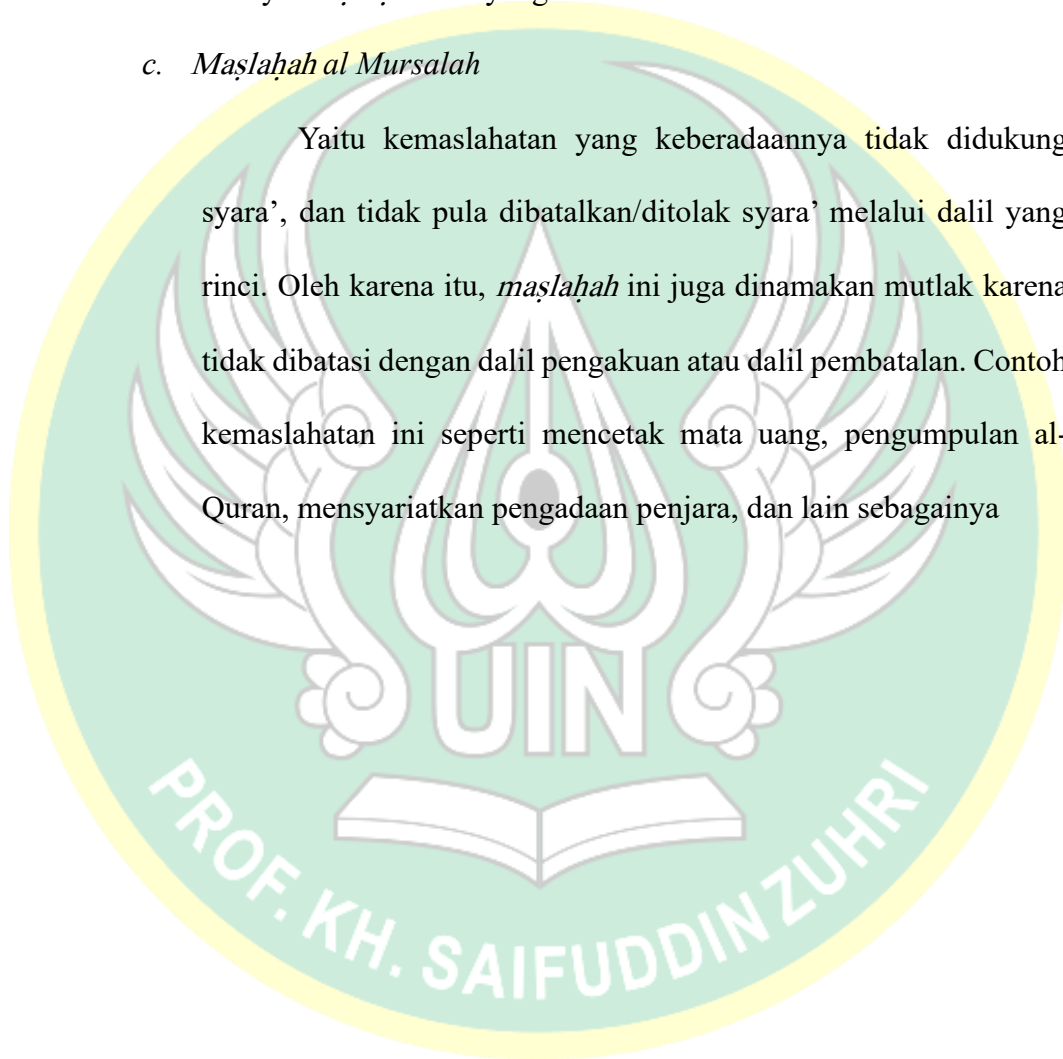 c. Maṣlaḥah al Mursalah
Yaitu kemaslahatan yang keberadaannya tidak didukung
syara’, dan tidak pula dibatalkan/ditolak syara’ melalui dalil yang
rinci. Oleh karena itu, maṣlaḥah ini juga dinamakan mutlak karena
tidak dibatasi dengan dalil pengakuan atau dalil pembatalan. Contoh
kemaslahatan ini seperti mencetak mata uang, pengumpulan al-
Quran, mensyariatkan pengadaan penjara, dan lain sebagainya
UIN
PROF. KH. SAIFUDDIN ZUHRI